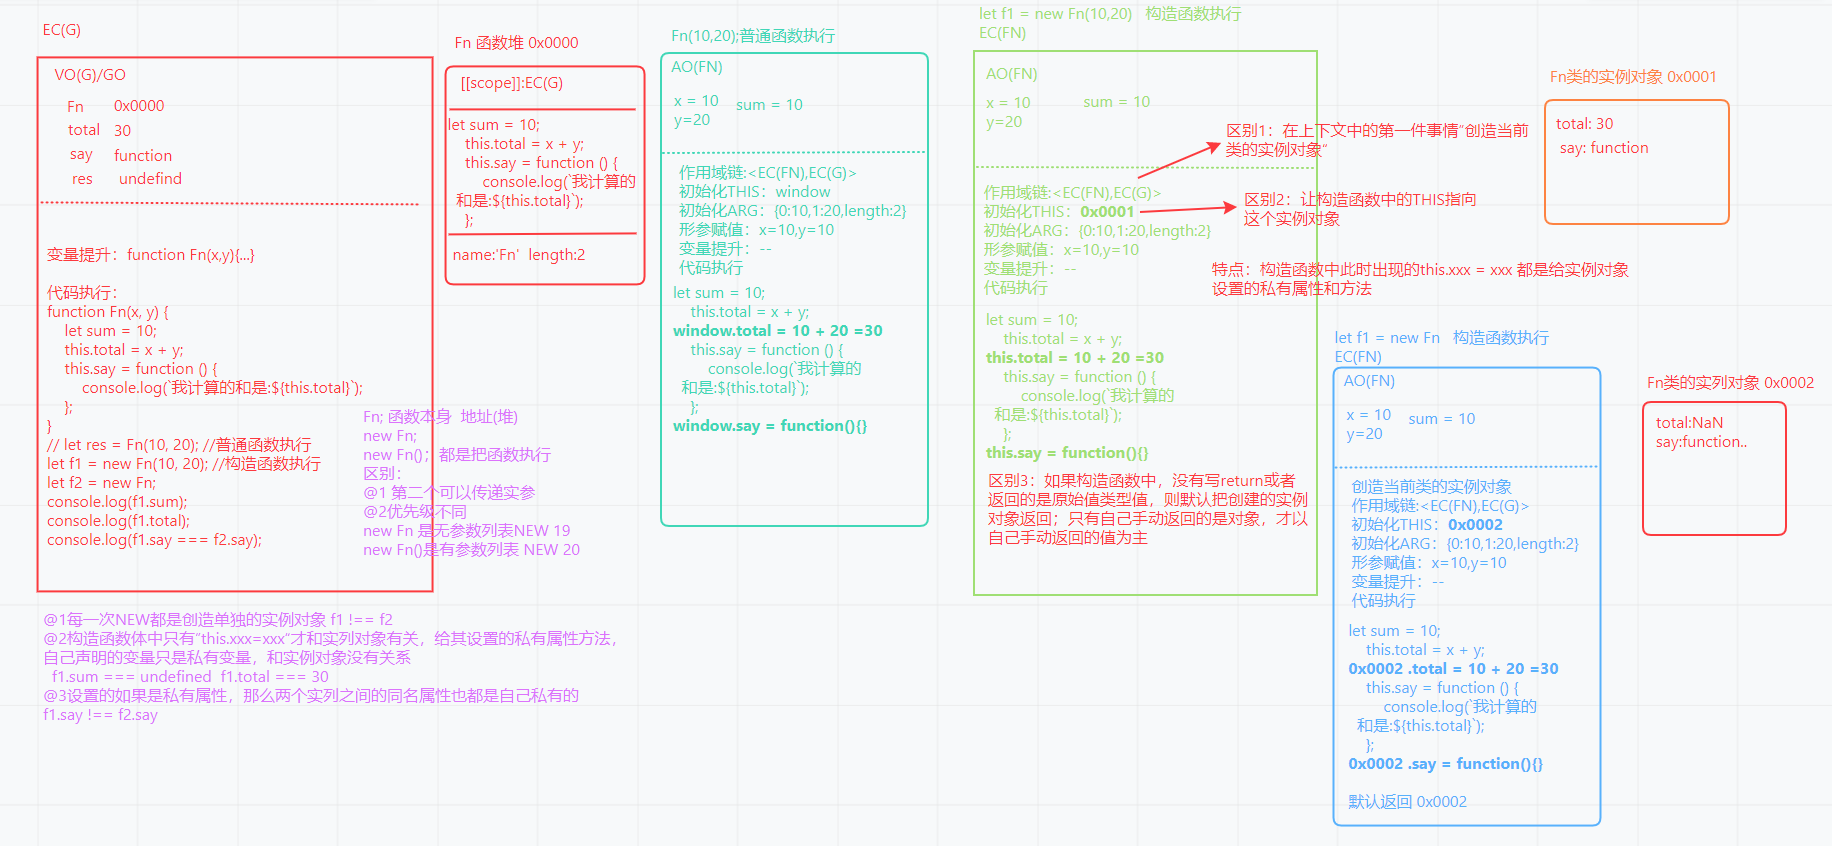 EC(G)
VO(G)/GO
Fn 0x0000
total 30
say function
res undefind
变量提升：function Fn(x,y){...}
代码执行：
function Fn(x, y) {
let sum = 10;
this.total = x + y;
this.say = function () {
console.log(`我计算的和是:${this.total}`);
};
}
// let res = Fn(10, 20); //普通函数执行
let f1 = new Fn(10, 20); //构造函数执行
let f2 = new Fn;
console.log(f1.sum);
console.log(f1.total);
console.log(f1.say === f2.say);
Fn; 函数本身 地址(堆)
new Fn;
new Fn()；都是把函数执行
区别：
@1 第二个可以传递实参
@2优先级不同
new Fn 是无参数列表NEW 19
new Fn()是有参数列表 NEW 20
@1每一次NEW都是创造单独的实例对象 f1 !== f2
@2构造函数体中只有“this.xxx=xxx”才和实列对象有关，给其设置的私有属性方法，
自己声明的变量只是私有变量，和实例对象没有关系
f1.sum === undefined f1.total === 30
@3设置的如果是私有属性，那么两个实列之间的同名属性也都是自己私有的
f1.say !== f2.say
Fn 函数堆 0x0000
[[scope]]:EC(G)
let sum = 10;
this.total = x + y;
this.say = function () {
console.log(`我计算的
和是:${this.total}`);
};
name:'Fn' length:2
Fn(10,20);普通函数执行
AO(FN)
x = 10 sum = 10
y=20
作用域链:<EC(FN),EC(G)>
初始化THIS：window
初始化ARG：{0:10,1:20,length:2}
形参赋值：x=10,y=10
变量提升：--
代码执行
let sum = 10;
this.total = x + y;
window.total = 10 + 20 =30
this.say = function () {
console.log(`我计算的
和是:${this.total}`);
};
window.say = function(){}
let f1 = new Fn(10,20) 构造函数执行
EC(FN)
AO(FN)
x = 10 sum = 10
y=20
作用域链:<EC(FN),EC(G)>
初始化THIS：0x0001
初始化ARG：{0:10,1:20,length:2}
形参赋值：x=10,y=10
变量提升：--
代码执行
let sum = 10;
this.total = x + y;
this.total = 10 + 20 =30
this.say = function () {
console.log(`我计算的
和是:${this.total}`);
};
this.say = function(){}
区别3：如果构造函数中，没有写return或者
返回的是原始值类型值，则默认把创建的实例
对象返回；只有自己手动返回的是对象，才以
自己手动返回的值为主
区别1：在上下文中的第一件事情“创造当前
类的实例对象”
区别2：让构造函数中的THIS指向
这个实例对象
特点：构造函数中此时出现的this.xxx = xxx 都是给实例对象
设置的私有属性和方法
Fn类的实例对象 0x0001
total: 30
say: function
let f1 = new Fn 构造函数执行
EC(FN)
AO(FN)
x = 10 sum = 10
y=20
创造当前类的实例对象
作用域链:<EC(FN),EC(G)>
初始化THIS：0x0002
初始化ARG：{0:10,1:20,length:2}
形参赋值：x=10,y=10
变量提升：--
代码执行
let sum = 10;
this.total = x + y;
0x0002 .total = 10 + 20 =30
this.say = function () {
console.log(`我计算的
和是:${this.total}`);
};
0x0002 .say = function(){}
默认返回 0x0002
Fn类的实列对象 0x0002
total:NaN
say:function..